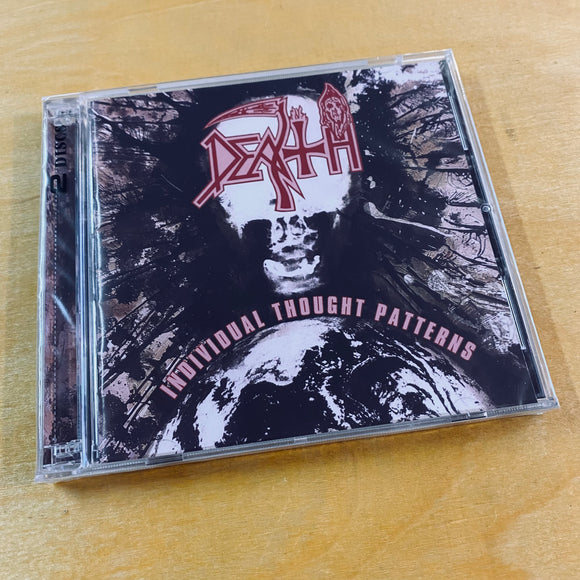 DEATH
INDIVIDUAL THOUGHT PATTERNS
2 DISCS